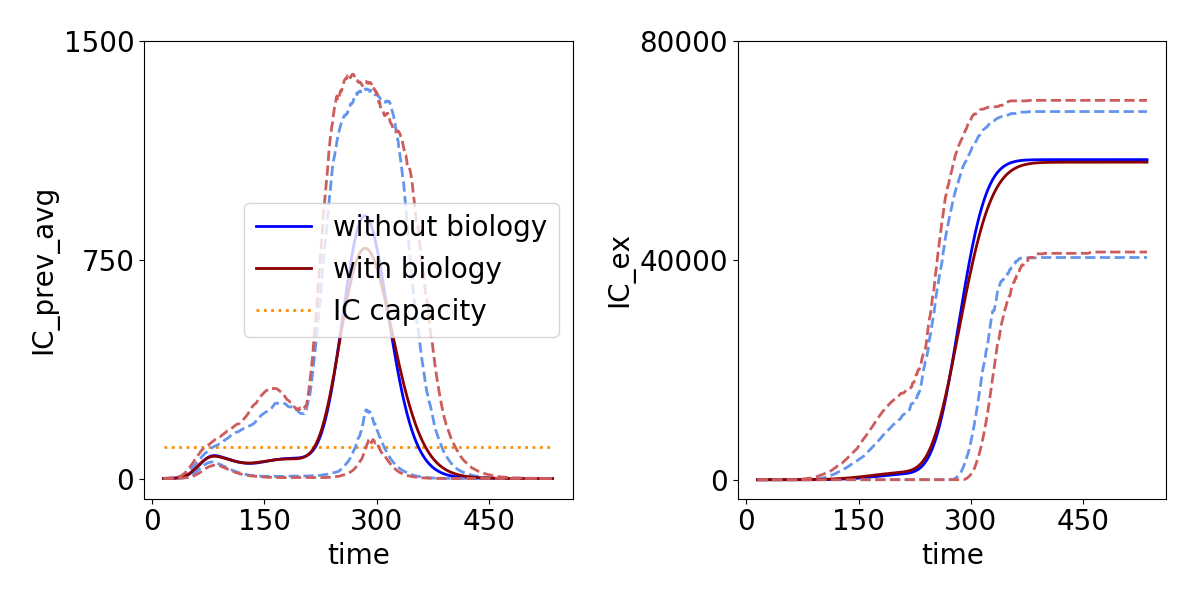 1500
750
0
IC_prev_avg
without biology
with biology
IC capacity
0 150 300 450
time
80000
40000
0
IC_ex
0 150 300 450
time